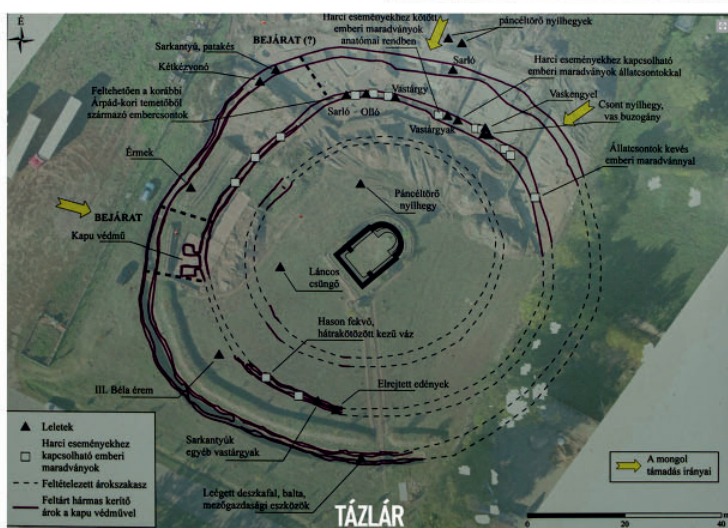 É
Harci eseményekhez kötött
emberi maradványok
anatómiai rendben
páncéltörő
nyílhegyek
BEJÁRAT (?)
Sarkantyú, patakés
Kétkézvonó
Sarló
Harci eseményekhez kapcsolható
emberi maradványok állatcsontokkal
Feltehetően a korábbi
Árpád-kori temetőből
származó embercsontok
Vastárgy
Sarló
Olló
Vastárgyak
Vaskengyel
Csont nyílhegy,
vas buzogány
Állatcsontok kevés
emberi maradvánnyal
Érmek
Páncéltörő
nyílhegy
BEJÁRAT
Kapu védmű
Láncos
csüngő
Hason fekvő,
hátrakötözött kezű váz
III. Béla érem
Elrejtett edények
Sarkantyúk
egyéb vastárgyak
Leégett deszkafal, balta,
mezőgazdasági eszközök
Leletek
Harci eseményekhez
kapcsolható emberi
maradványok
Feltételezett árokszakasz
Feltárt hármas kerítő
árok a kapu védművel
A mongol
támadás irányai
TÁZLÁR
0
20